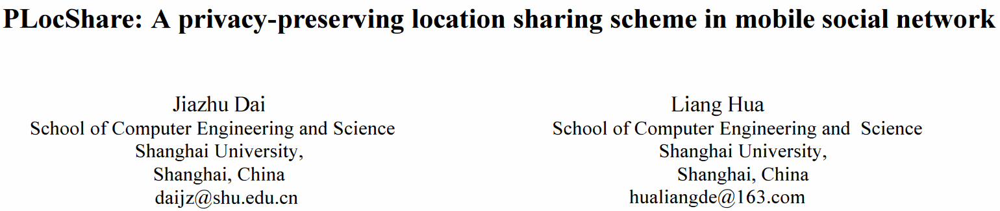 PLocShare: A privacy-preserving location sharing scheme in mobile social network
Jiazhu Dai
School of Computer Engineering and Science
Shanghai University,
Shanghai, China
daijz@shu.edu.cn
Liang Hua
School of Computer Engineering and Science
Shanghai University,
Shanghai, China
hualiangde@163.com